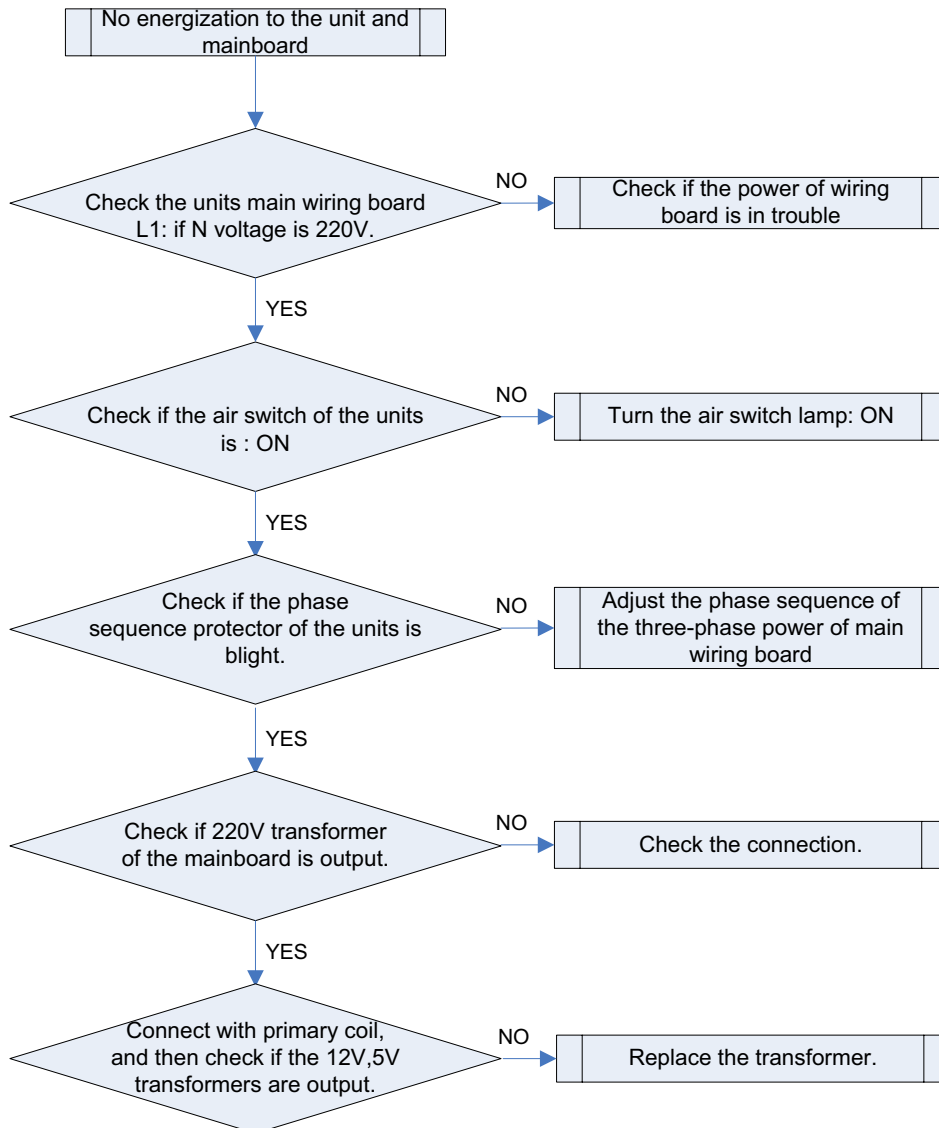 No energization to the unit and
mainboard
Check the units main wiring board
L1: if N voltage is 220V.
NO
Check if the power of wiring
board is in trouble
YES
Check if the air switch of the units
is : ON
NO
Turn the air switch lamp: ON
YES
Check if the phase
sequence protector of the units is
blight.
NO
Adjust the phase sequence of
the three-phase power of main
wiring board
YES
Check if 220V transformer
of the mainboard is output.
NO
Check the connection.
YES
Connect with primary coil,
and then check if the 12V,5V
transformers are output.
NO
Replace the transformer.